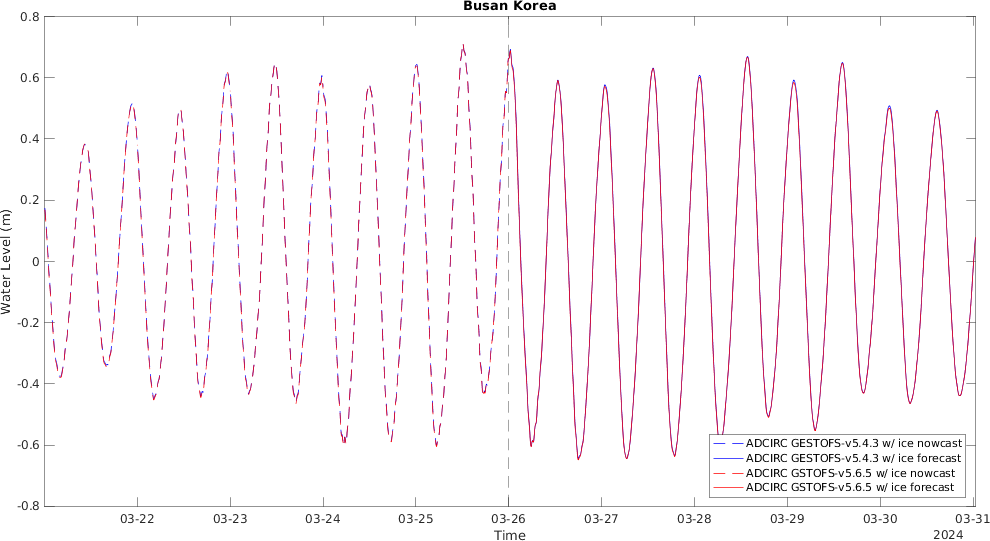 Busan Korea
0.8
0.6
0.4
0.2
0
-0.2
-0.4
-0.6
-0.8
Water Level (m)
03-22
03-23
03-24
03-25
03-26
03-27
03-28
03-29
03-30
03-31
Time
2024
ADCIRC GESTOFS-v5.4.3 w/ ice nowcast
ADCIRC GESTOFS-v5.4.3 w/ ice forecast
ADCIRC GSTOFS-v5.6.5 w/ ice nowcast
ADCIRC GSTOFS-v5.6.5 w/ ice forecast